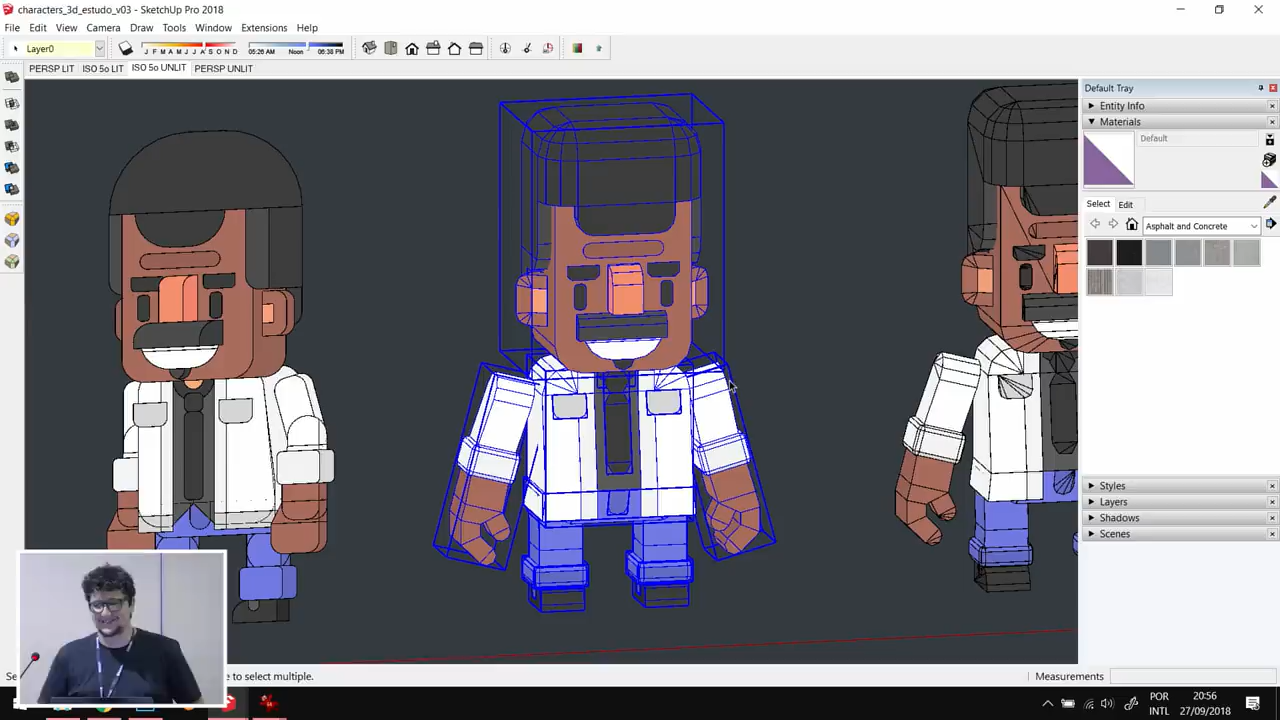 characters_3d_estudo_v03 - SketchUp Pro 2018
File Edit View Camera Draw Tools Window Extensions Help
Layer0
J F M A M J J A S O N D
05:26 AM Noon 06:38 PM
PERSP LIT ISO 5o LIT ISO 5o UNLIT PERSP UNLIT
Default Tray
Entity Info
Materials
Default
Select Edit
Asphalt and Concrete
Styles
Layers
Shadows
Scenes
Se
e to select multiple.
Measurements
POR
INTL
20:56
27/09/2018